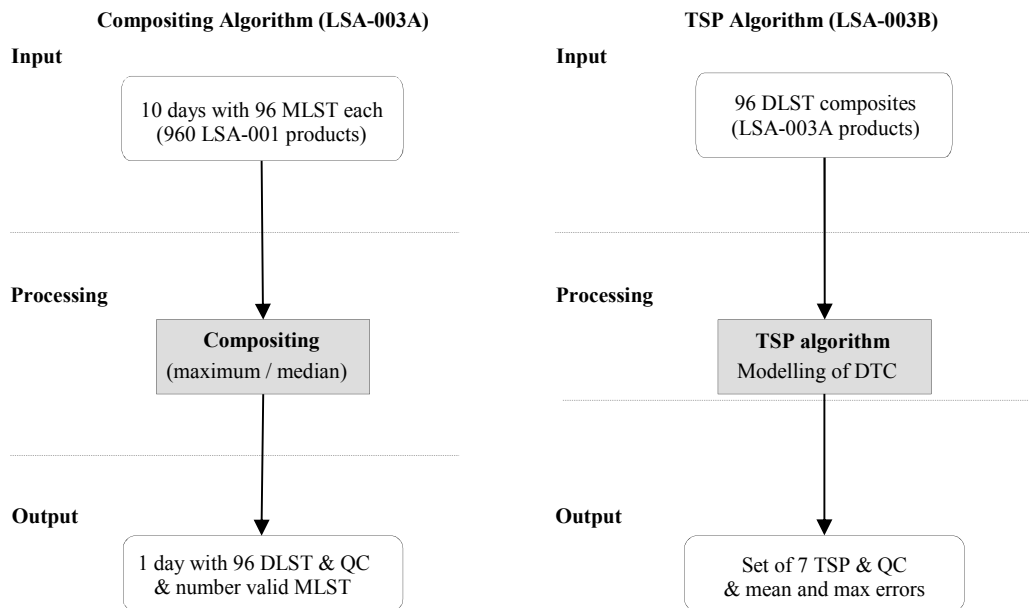 Compositing Algorithm (LSA-003A)
Input
10 days with 96 MLST each
(960 LSA-001 products)
Processing
Compositing
(maximum / median)
Output
1 day with 96 DLST & QC
& number valid MLST
TSP Algorithm (LSA-003B)
Input
96 DLST composites
(LSA-003A products)
Processing
TSP algorithm
Modelling of DTC
Output
Set of 7 TSP & QC
& mean and max errors